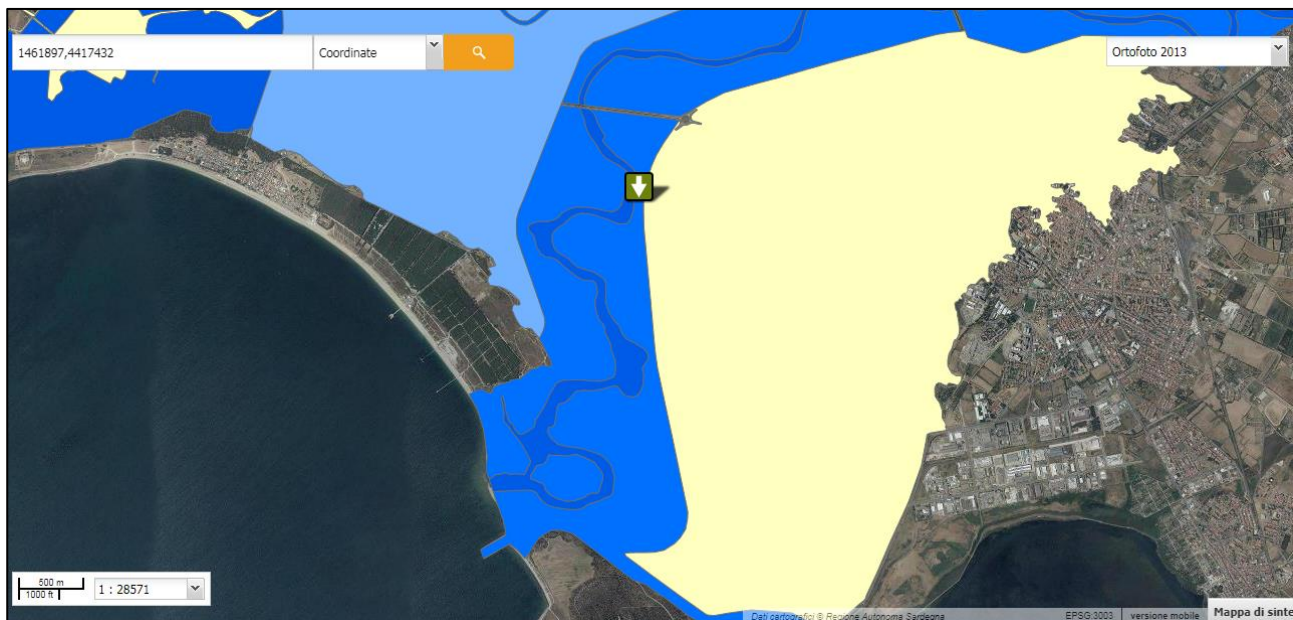 1461897,4417432
Coordinate
Ortofoto 2013
500 m
1000 ft
1 : 28571
Dati cartografici © Regione Autonoma Sardegna
EPSG:3003
versione mobile
Mappa di sinte